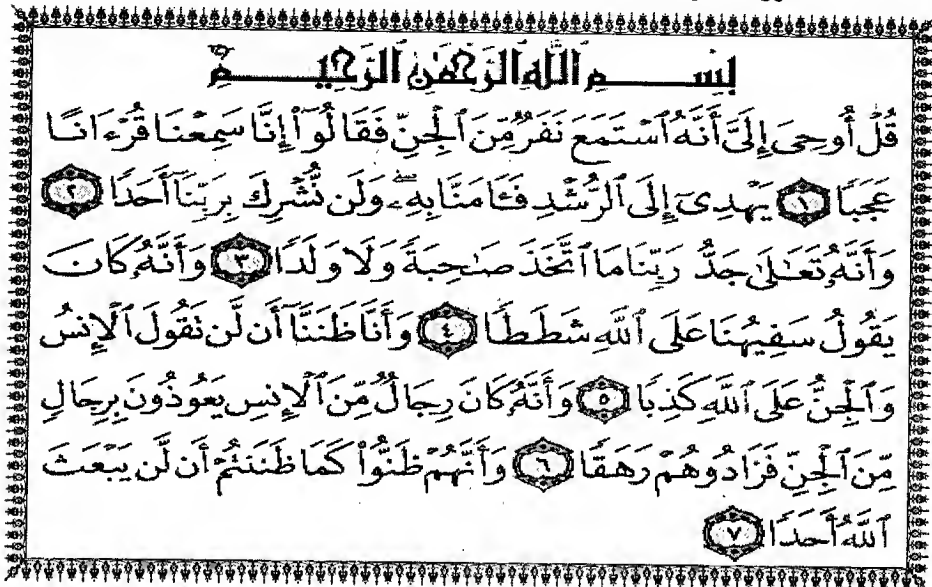 بِسْمِ ٱللَّهِ ٱلرَّحْمَٰنِ ٱلرَّحِيمِ
قُلْ أُوحِىَ إِلَىَّ أَنَّهُ ٱسْتَمَعَ نَفَرٌ مِّنَ ٱلْجِنِّ فَقَالُوٓا۟ إِنَّا سَمِعْنَا قُرْءَانًا
عَجَبًا ١ يَهْدِىٓ إِلَى ٱلرُّشْدِ فَـَٔامَنَّا بِهِۦ ۖ وَلَن نُّشْرِكَ بِرَبِّنَآ أَحَدًا ٢
وَأَنَّهُۥ تَعَٰلَىٰ جَدُّ رَبِّنَا مَا ٱتَّخَذَ صَٰحِبَةً وَلَا وَلَدًا ٣ وَأَنَّهُۥ كَانَ
يَقُولُ سَفِيهُنَا عَلَى ٱللَّهِ شَطَطًا ٤ وَأَنَّا ظَنَنَّآ أَن لَّن تَقُولَ ٱلْإِنسُ
وَٱلْجِنُّ عَلَى ٱللَّهِ كَذِبًا ٥ وَأَنَّهُۥ كَانَ رِجَالٌ مِّنَ ٱلْإِنسِ يَعُوذُونَ بِرِجَالٍ
مِّنَ ٱلْجِنِّ فَزَادُوهُمْ رَهَقًا ٦ وَأَنَّهُمْ ظَنُّوا۟ كَمَا ظَنَنتُمْ أَن لَّن يَبْعَثَ
ٱللَّهُ أَحَدًا ٧